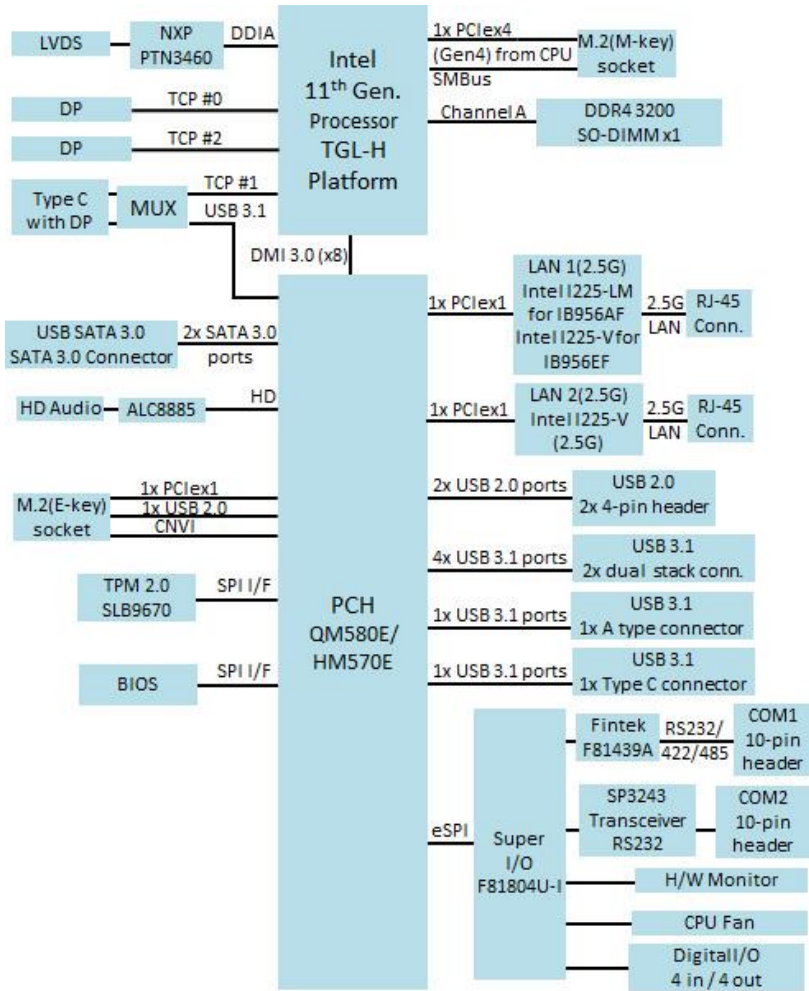 LVDS
NXP
PTN3460
DDIA
DP
TCP #0
DP
TCP #2
Type C
with DP
MUX
TCP #1
USB 3.1
Intel
11th Gen.
Processor
TGL-H
Platform
1x PCIex4
(Gen4) from CPU
SMBus
M.2(M-key)
socket
Channel A
DDR4 3200
SO-DIMM x1
DMI 3.0 (x8)
USB SATA 3.0
SATA 3.0 Connector
2x SATA 3.0
ports
HD Audio
ALC8885
HD
M.2(E-key)
socket
1x PCIex1
1x USB 2.0
CNVI
TPM 2.0
SLB9670
SPI I/F
BIOS
SPI I/F
PCH
QM580E/
HM570E
1x PCIex1
LAN 1(2.5G)
Intel I225-LM
for IB956AF
Intel I225-V for
IB956EF
2.5G
LAN
RJ-45
Conn.
1x PCIex1
LAN 2(2.5G)
Intel I225-V
(2.5G)
2.5G
LAN
RJ-45
Conn.
2x USB 2.0 ports
USB 2.0
2x 4-pin header
4x USB 3.1 ports
USB 3.1
2x dual stack conn.
1x USB 3.1 ports
USB 3.1
1x A type connector
1x USB 3.1 ports
USB 3.1
1x Type C connector
eSPI
Super
I/O
F81804U-I
Fintek
F81439A
RS232/
422/485
COM1
10-pin
header
SP3243
Transceiver
RS232
COM2
10-pin
header
H/W Monitor
CPU Fan
Digital I/O
4 in / 4 out